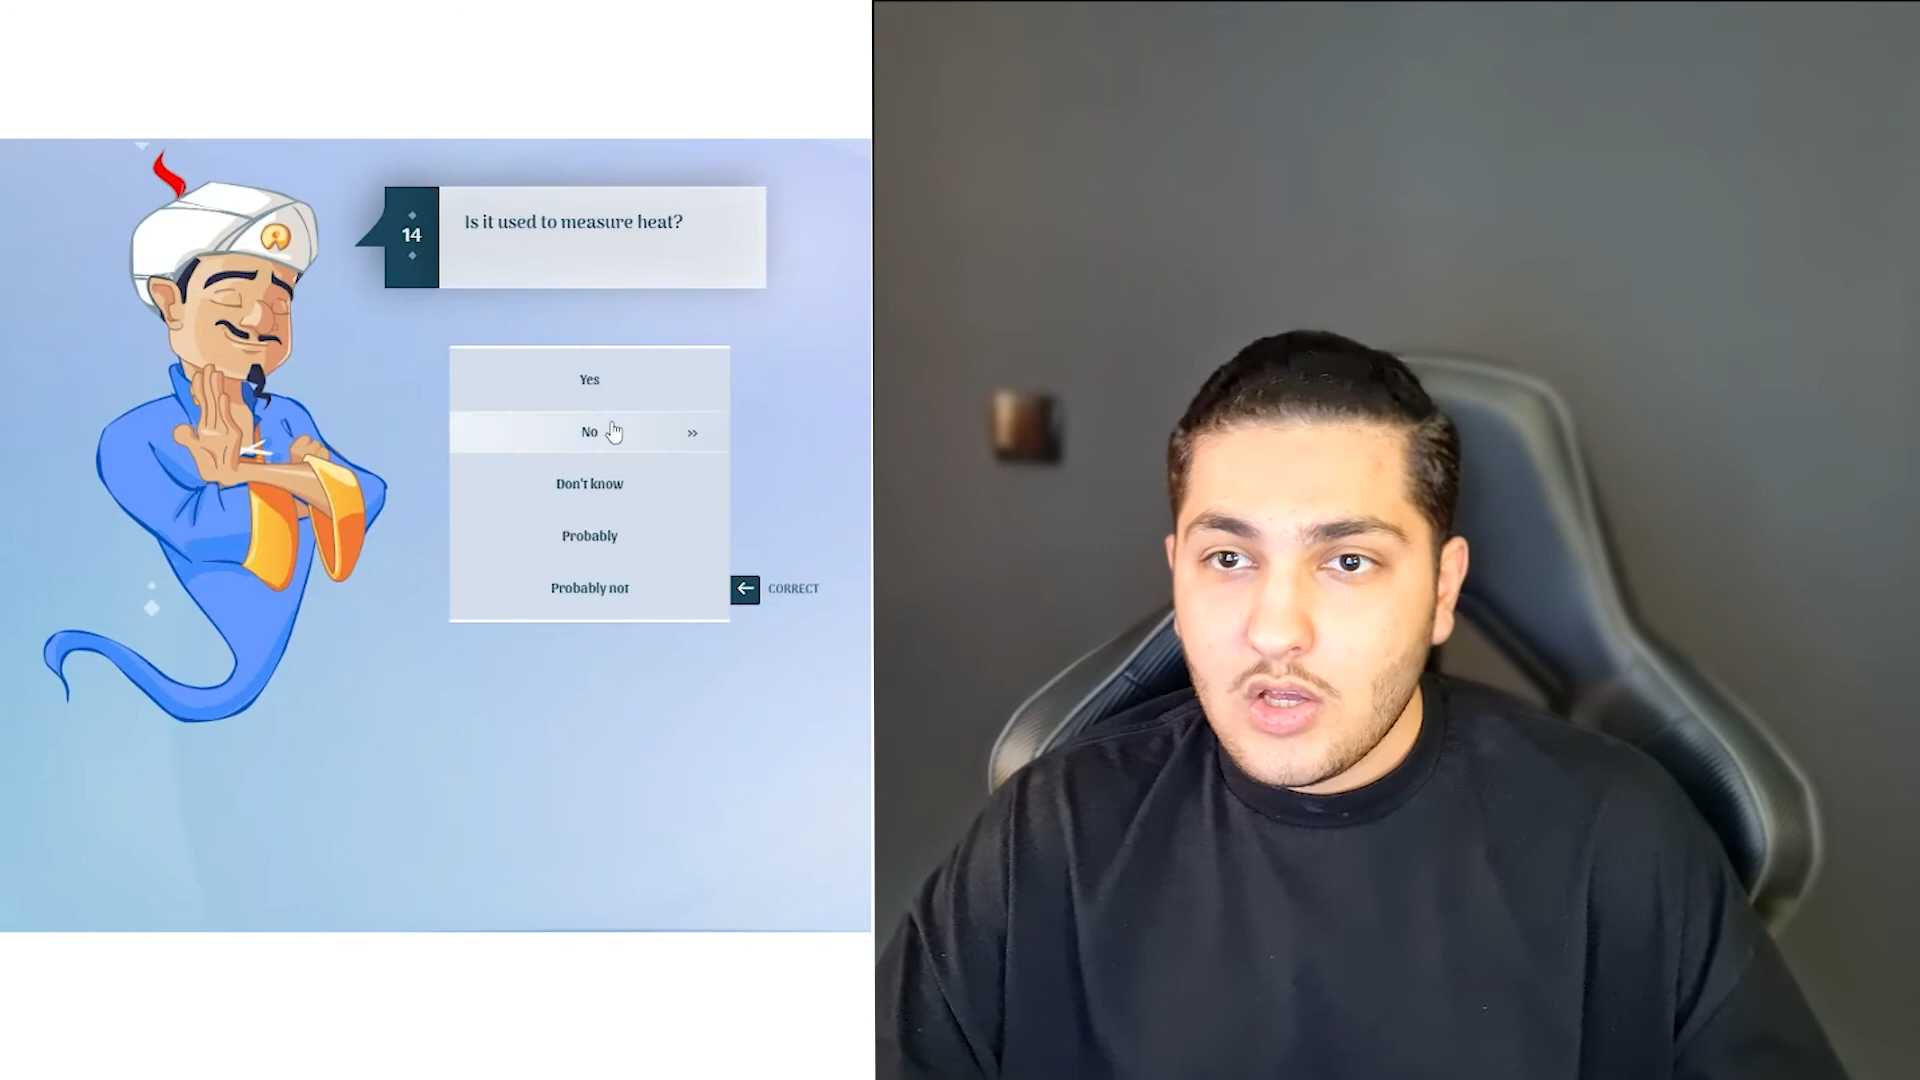 14
Is it used to measure heat?
Yes
No
Don't know
Probably
Probably not
CORRECT